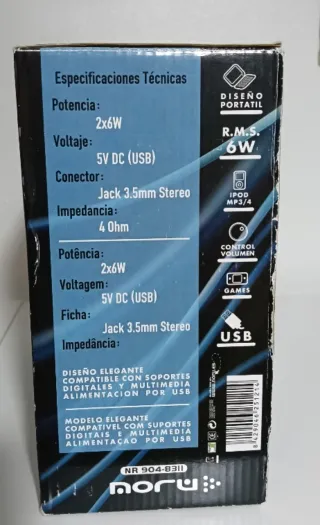 Especificaciones Técnicas
Potencia:
2x6W
Voltaje:
5V DC (USB)
Conector:
Jack 3.5mm Stereo
Impedancia:
4 Ohm
Potência:
2x6W
Voltagem:
5V DC (USB)
Ficha:
Jack 3.5mm Stereo
Impedância:
DISEÑO ELEGANTE
COMPATIBLE CON SOPORTES
DIGITALES Y MULTIMEDIA
ALIMENTACION POR USB
MODELO ELEGANTE
COMPATIVEL COM SUPORTES
DIGITAIS E MULTIMEDIA
ALIMENTAÇAO POR USB
DISEÑO
PORTATIL
R.M.S.
6W
IPOD
MP3/4
CONTROL
VOLUMEN
GAMES
USB
NR 904-8311